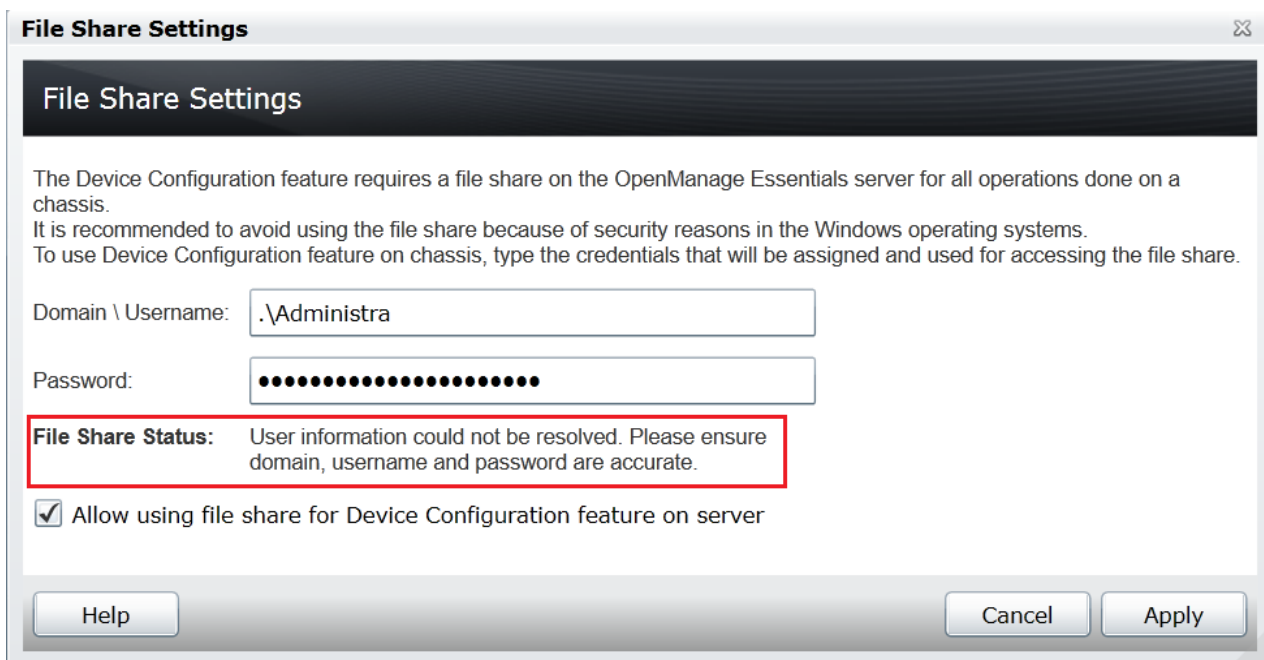 File Share Settings
File Share Settings
The Device Configuration feature requires a file share on the OpenManage Essentials server for all operations done on a
chassis.
It is recommended to avoid using the file share because of security reasons in the Windows operating systems.
To use Device Configuration feature on chassis, type the credentials that will be assigned and used for accessing the file share.
Domain \ Username: .\Administra
Password: ●●●●●●●●●●●●●●●●●●●●●●
File Share Status: User information could not be resolved. Please ensure
domain, username and password are accurate.
Allow using file share for Device Configuration feature on server
Help Cancel Apply